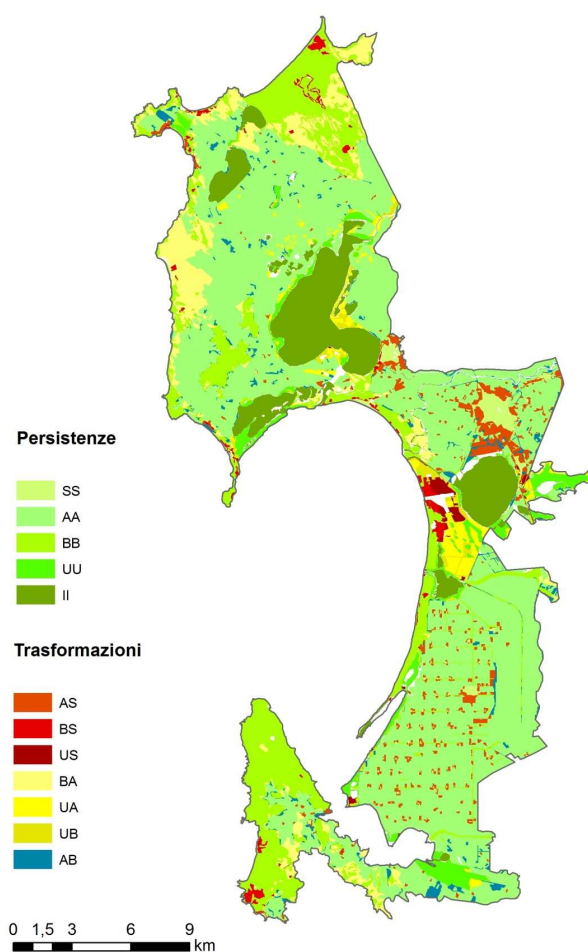 Persistenze
SS
AA
BB
UU
II
Trasformazioni
AS
BS
US
BA
UA
UB
AB
0 1,5 3 6 9
km